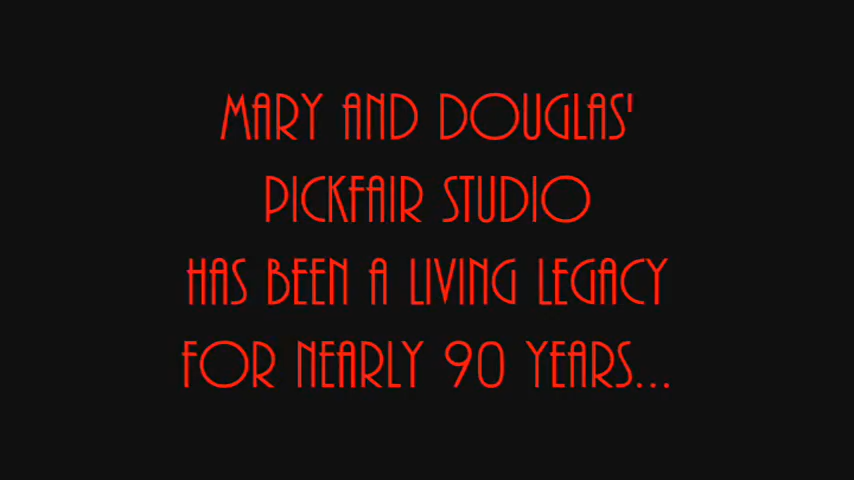 MARY AND DOUGLAS'
PICKFAIR STUDIO
HAS BEEN A LIVING LEGACY
FOR NEARLY 90 YEARS...